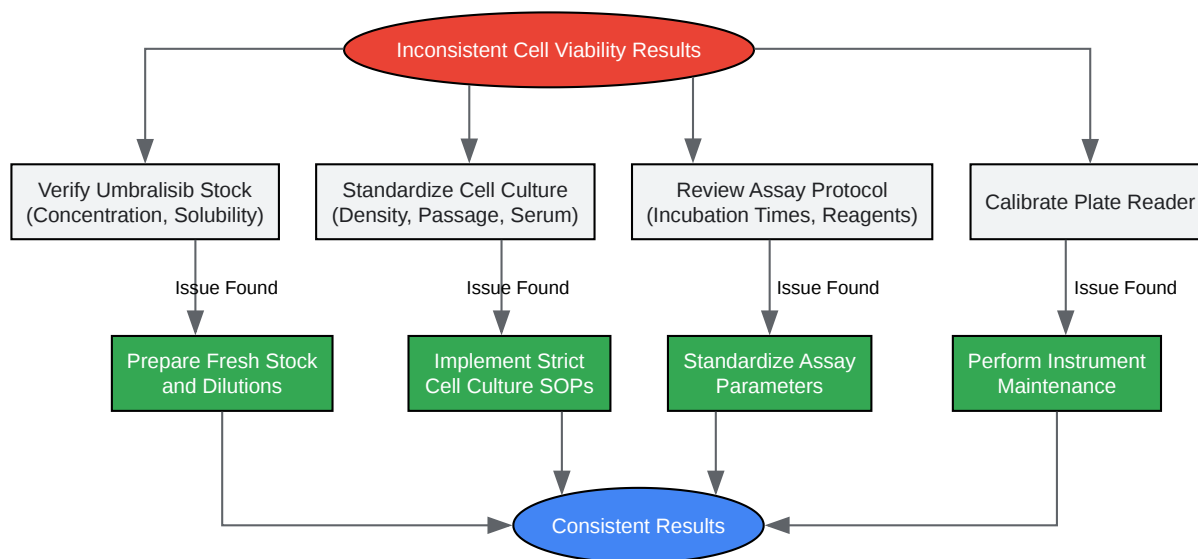 Inconsistent Cell Viability Results
Verify Umbralisib Stock
(Concentration, Solubility)
Standardize Cell Culture
(Density, Passage, Serum)
Review Assay Protocol
(Incubation Times, Reagents)
Calibrate Plate Reader
Issue Found
Issue Found
Issue Found
Issue Found
Prepare Fresh Stock
and Dilutions
Implement Strict
Cell Culture SOPs
Standardize Assay
Parameters
Perform Instrument
Maintenance
Consistent Results